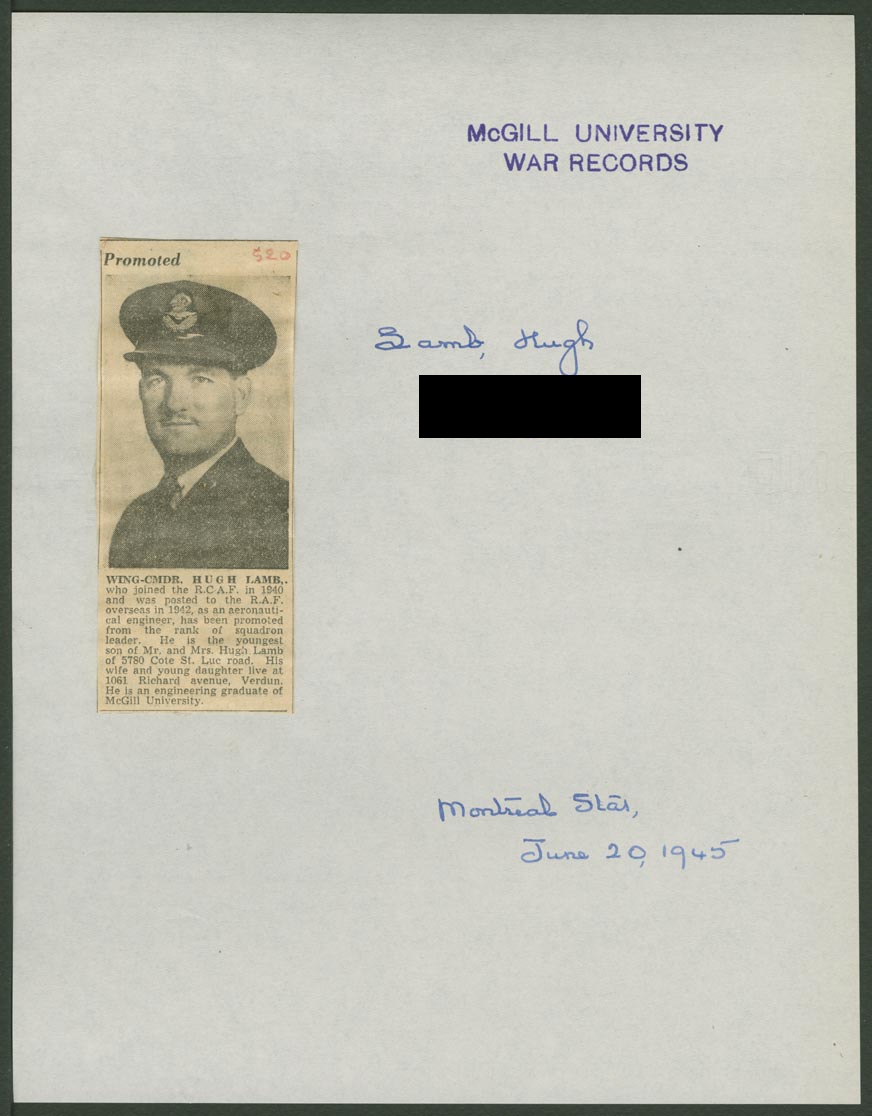 McGILL UNIVERSITY
WAR RECORDS
Promoted 520
Lamb, Hugh
WING-CMDR. HUGH LAMB,.
who joined the R.C.A.F. in 1940
and was posted to the R.A.F.
overseas in 1942, as an aeronauti-
cal engineer, has been promoted
from the rank of squadron
leader. He is the youngest
son of Mr. and Mrs. Hugh Lamb
of 5780 Cote St. Luc road. His
wife and young daughter live at
1061 Richard avenue, Verdun.
He is an engineering graduate of
McGill University.
Montreal Star,
June 20, 1945